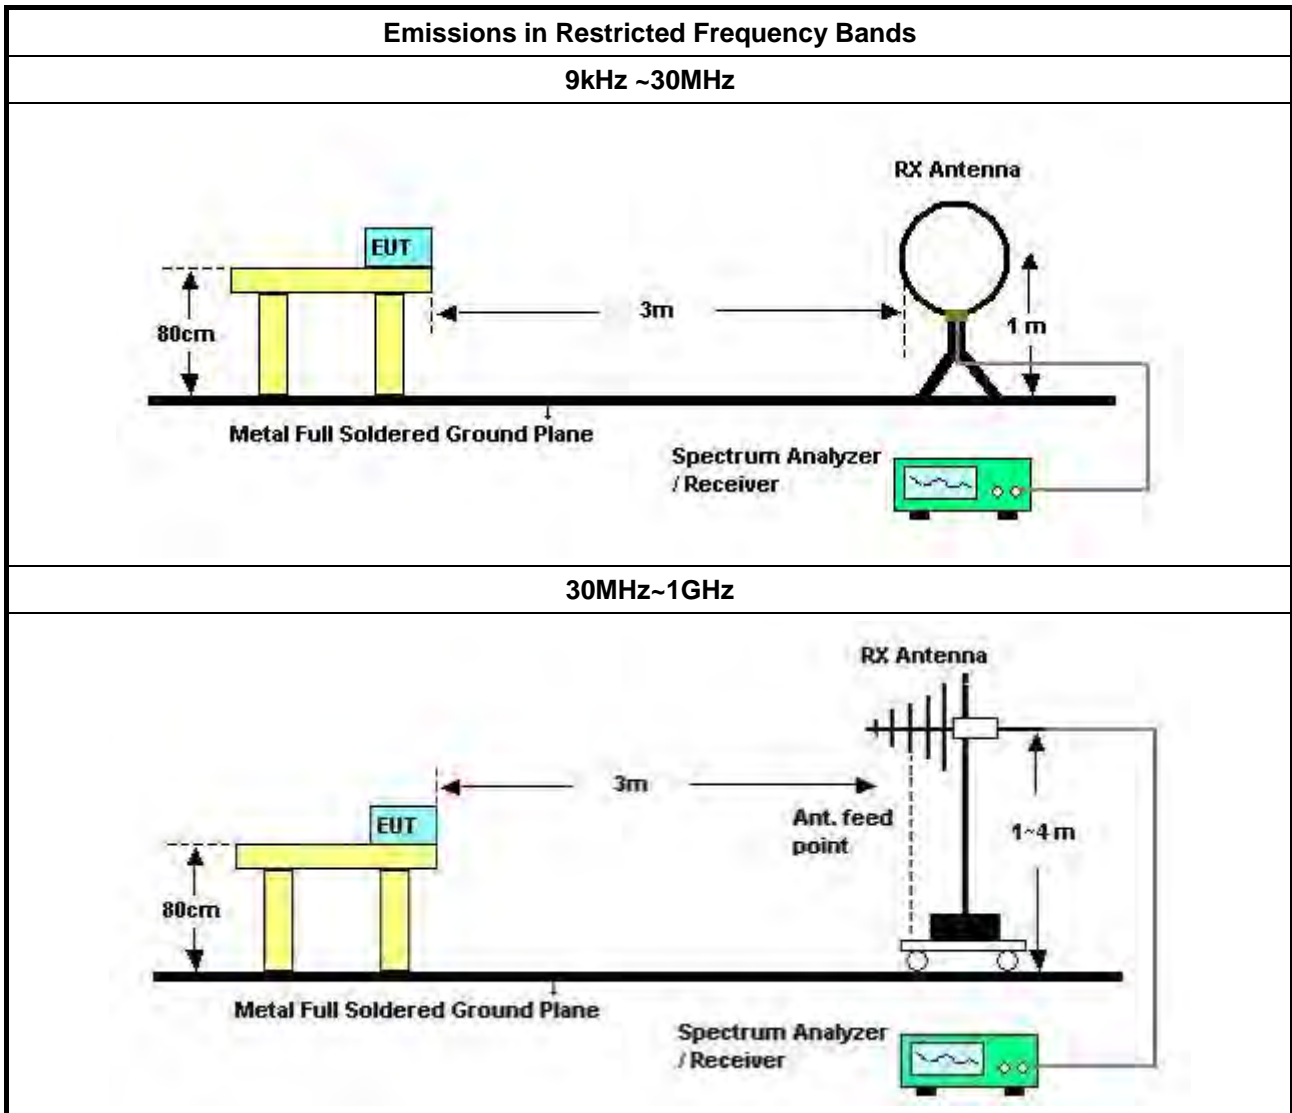 Emissions in Restricted Frequency Bands
9kHz ~30MHz
RX Antenna
EUT
3m
80cm
1 m
Metal Full Soldered Ground Plane
Spectrum Analyzer
/ Receiver
30MHz~1GHz
RX Antenna
3m
Ant. feed
point
EUT
1~4 m
80cm
Metal Full Soldered Ground Plane
Spectrum Analyzer
/ Receiver